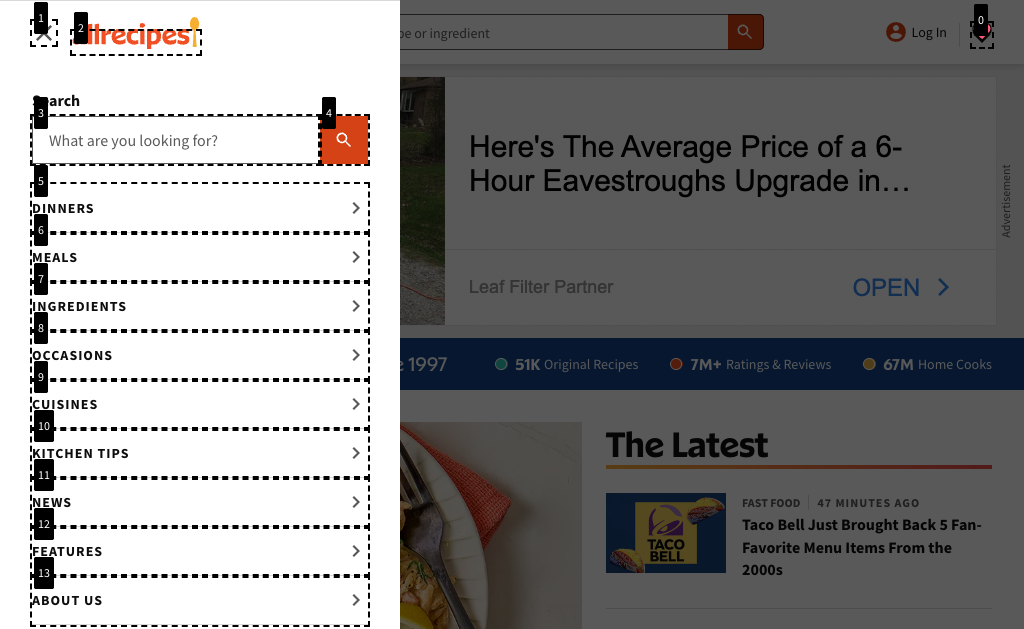 1
2
allrecipes
be or ingredient
Log In
0
Search
3
4
What are you looking for?
5
DINNERS
6
MEALS
7
INGREDIENTS
8
OCCASIONS
9
CUISINES
10
KITCHEN TIPS
11
NEWS
12
FEATURES
13
ABOUT US
Here's The Average Price of a 6-
Hour Eavestroughs Upgrade in…
Leaf Filter Partner
OPEN
Advertisement
1997
51K Original Recipes
7M+ Ratings & Reviews
67M Home Cooks
The Latest
TACO
BELL
FAST FOOD
47 MINUTES AGO
Taco Bell Just Brought Back 5 Fan-
Favorite Menu Items From the
2000s